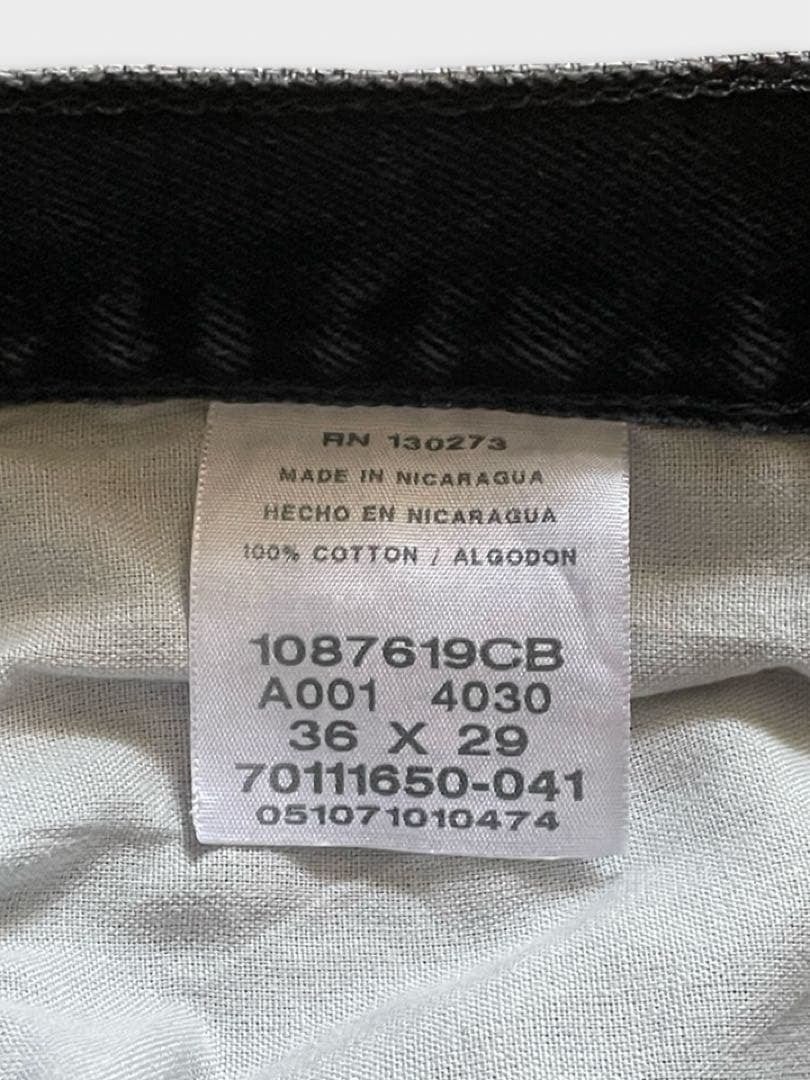 RN 130273
MADE IN NICARAGUA
HECHO EN NICARAGUA
100% COTTON / ALGODON
1087619CB
A001 4030
36 X 29
70111650-041
051071010474